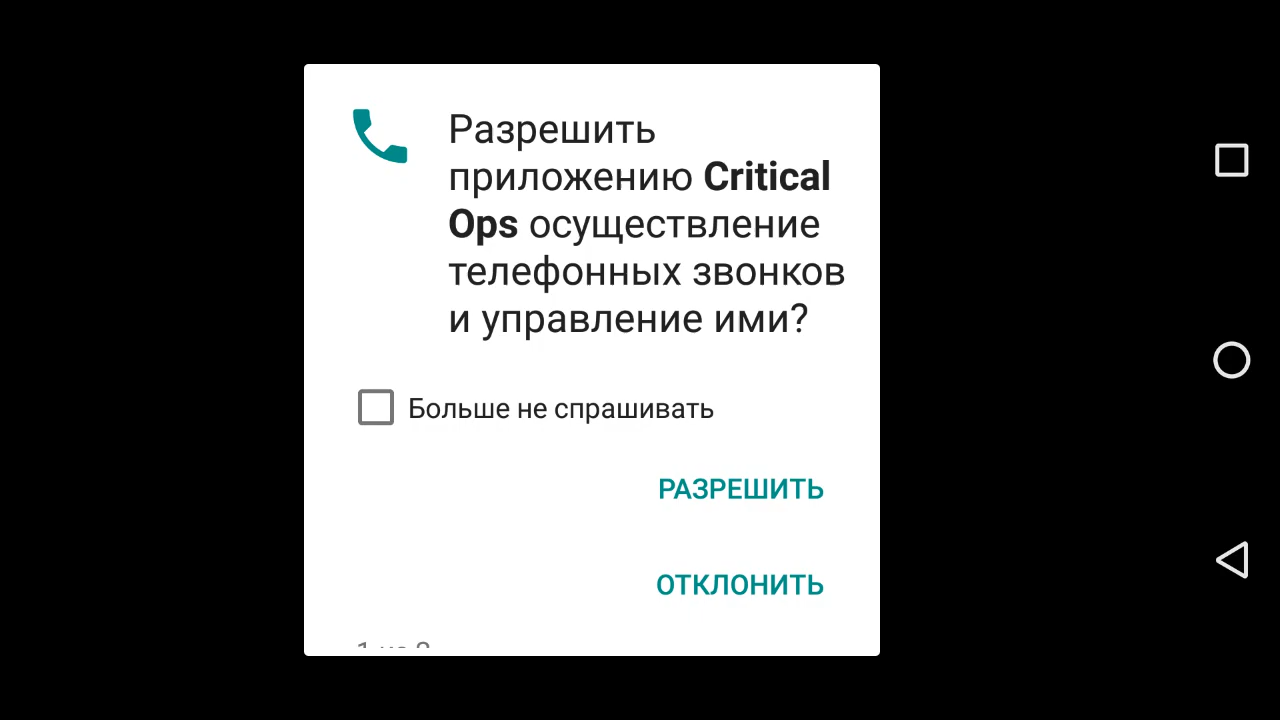 Разрешить
приложению Critical
Ops осуществление
телефонных звонков
и управление ими?
Больше не спрашивать
РАЗРЕШИТЬ
ОТКЛОНИТЬ